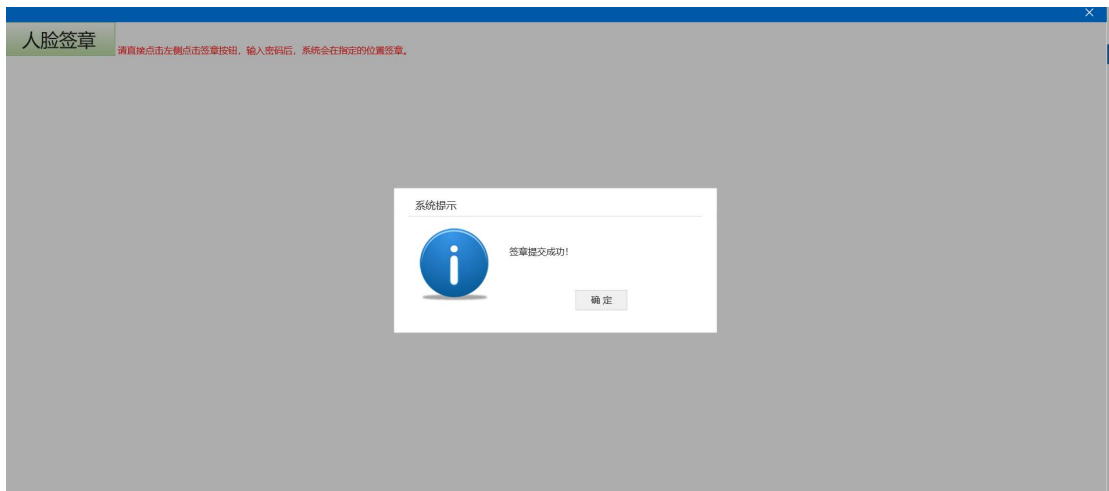 人脸签章
请直接点击左侧点击签章按钮，输入密码后，系统会在指定的位置签章。
系统提示
签章提交成功!
确 定